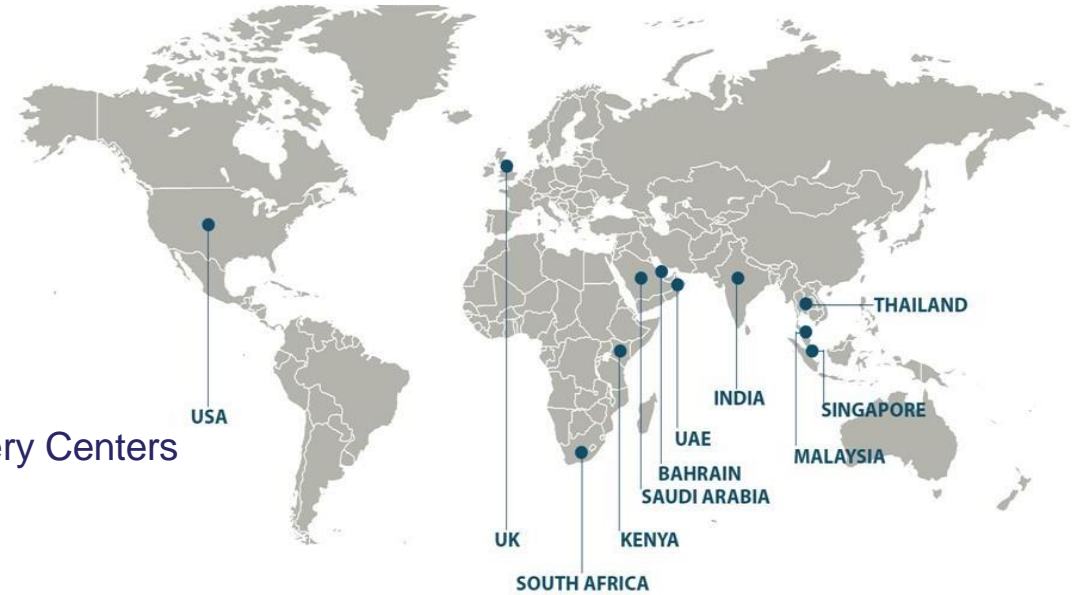 THAILAND
INDIA
SINGAPORE
USA
UAE
ery Centers
MALAYSIA
BAHRAIN
SAUDI ARABIA
UK
KENYA
SOUTH AFRICA